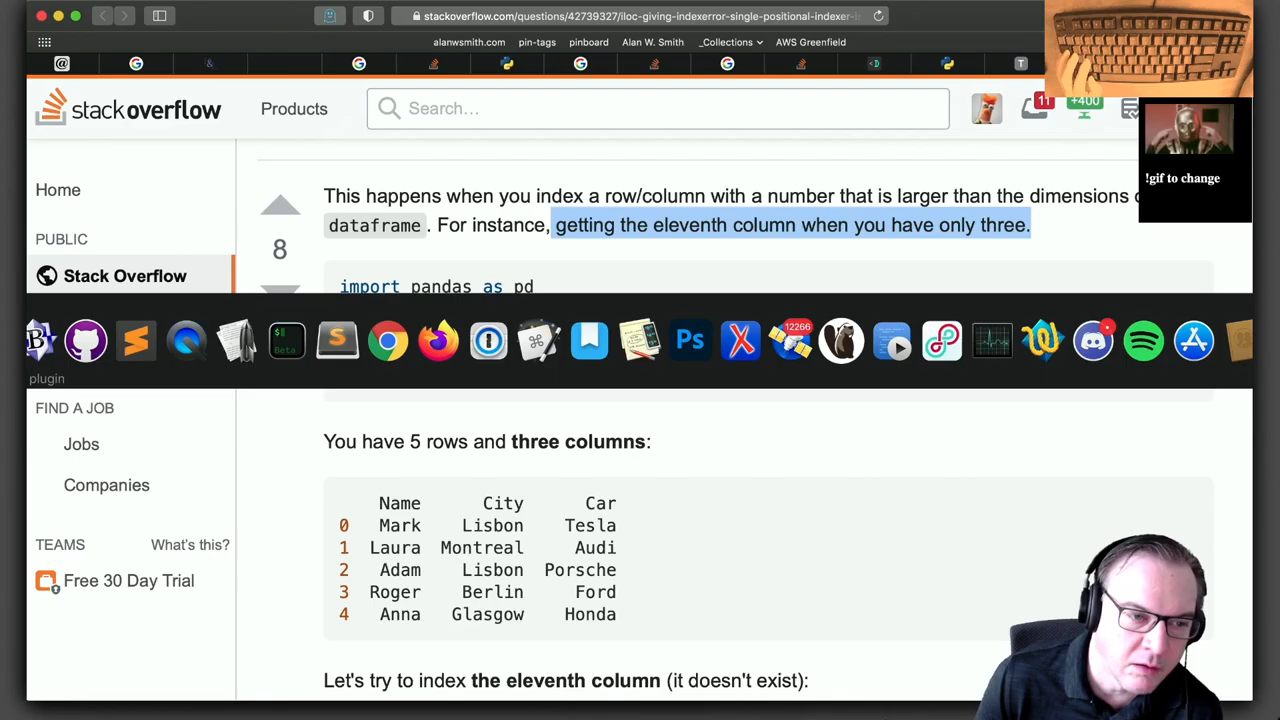 stackoverflow.com/questions/42739327/iloc-giving-indexerror-single-positional-indexer-
alanwsmith.com pin-tags pinboard Alan W. Smith _Collections AWS Greenfield
stackoverflow Products Search... 11 +400
Home
PUBLIC
Stack Overflow
This happens when you index a row/column with a number that is larger than the dimensions
dataframe. For instance, getting the eleventh column when you have only three.
8
import pandas as pd
!gif to change
$
Beta
S
Ps
12266
plugin
FIND A JOB
Jobs
Companies
TEAMS What's this?
Free 30 Day Trial
You have 5 rows and three columns:
Name City Car
0 Mark Lisbon Tesla
1 Laura Montreal Audi
2 Adam Lisbon Porsche
3 Roger Berlin Ford
4 Anna Glasgow Honda
Let's try to index the eleventh column (it doesn't exist):